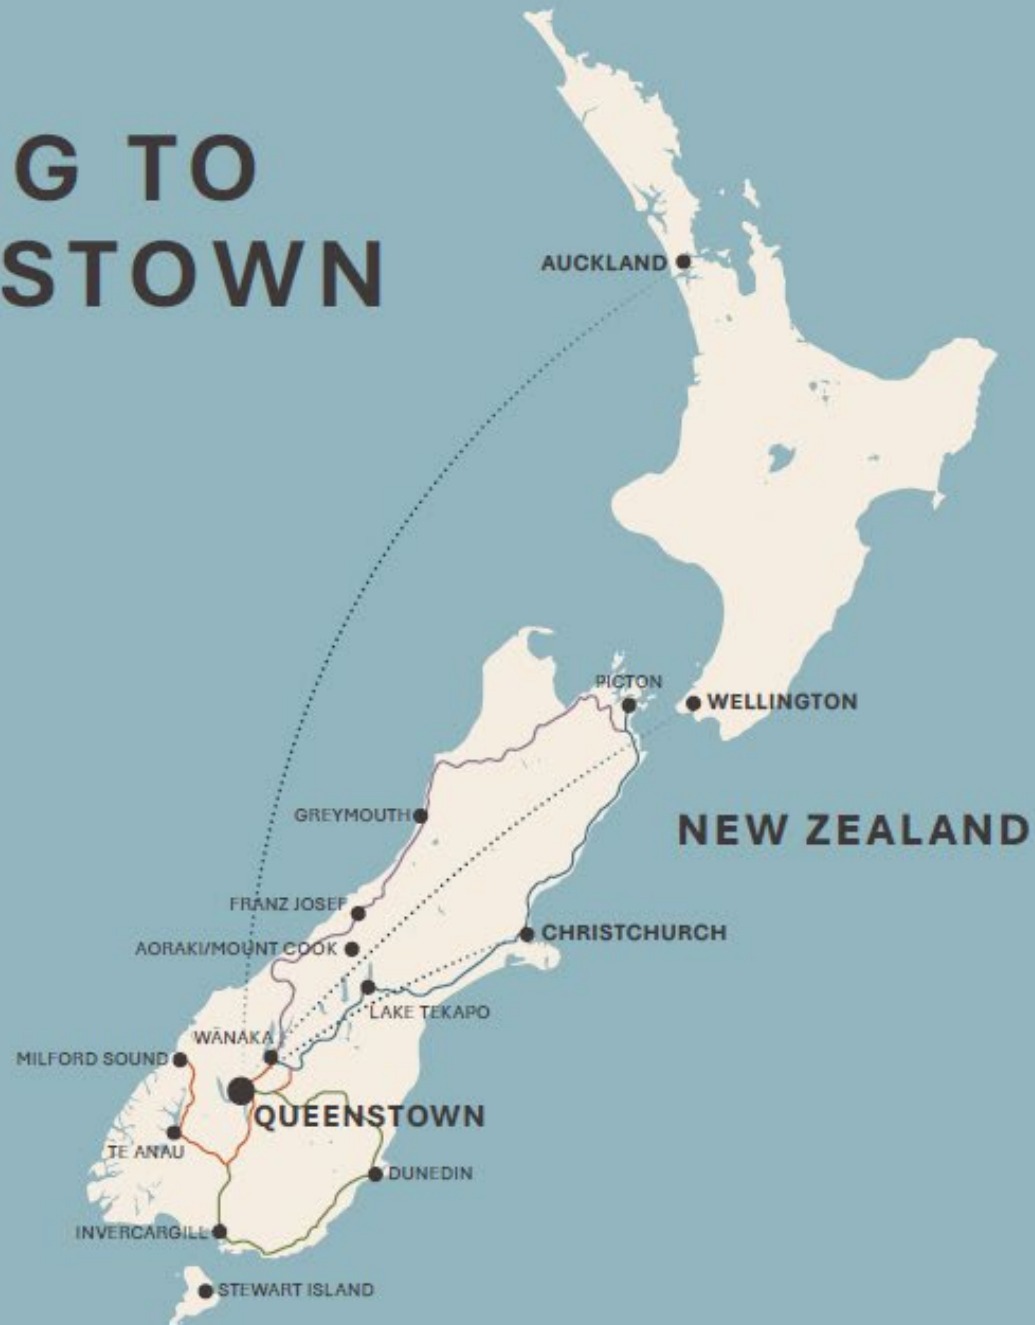 G TO
STOWN
AUCKLAND
PICTON
WELLINGTON
GREYMOUTH
NEW ZEALAND
FRANZ JOSEF
CHRISTCHURCH
AORAKI/MOUNT COOK
LAKE TEKAPO
WĀNAKA
MILFORD SOUND
QUEENSTOWN
TE ANAU
DUNEDIN
INVERCARGILL
STEWART ISLAND